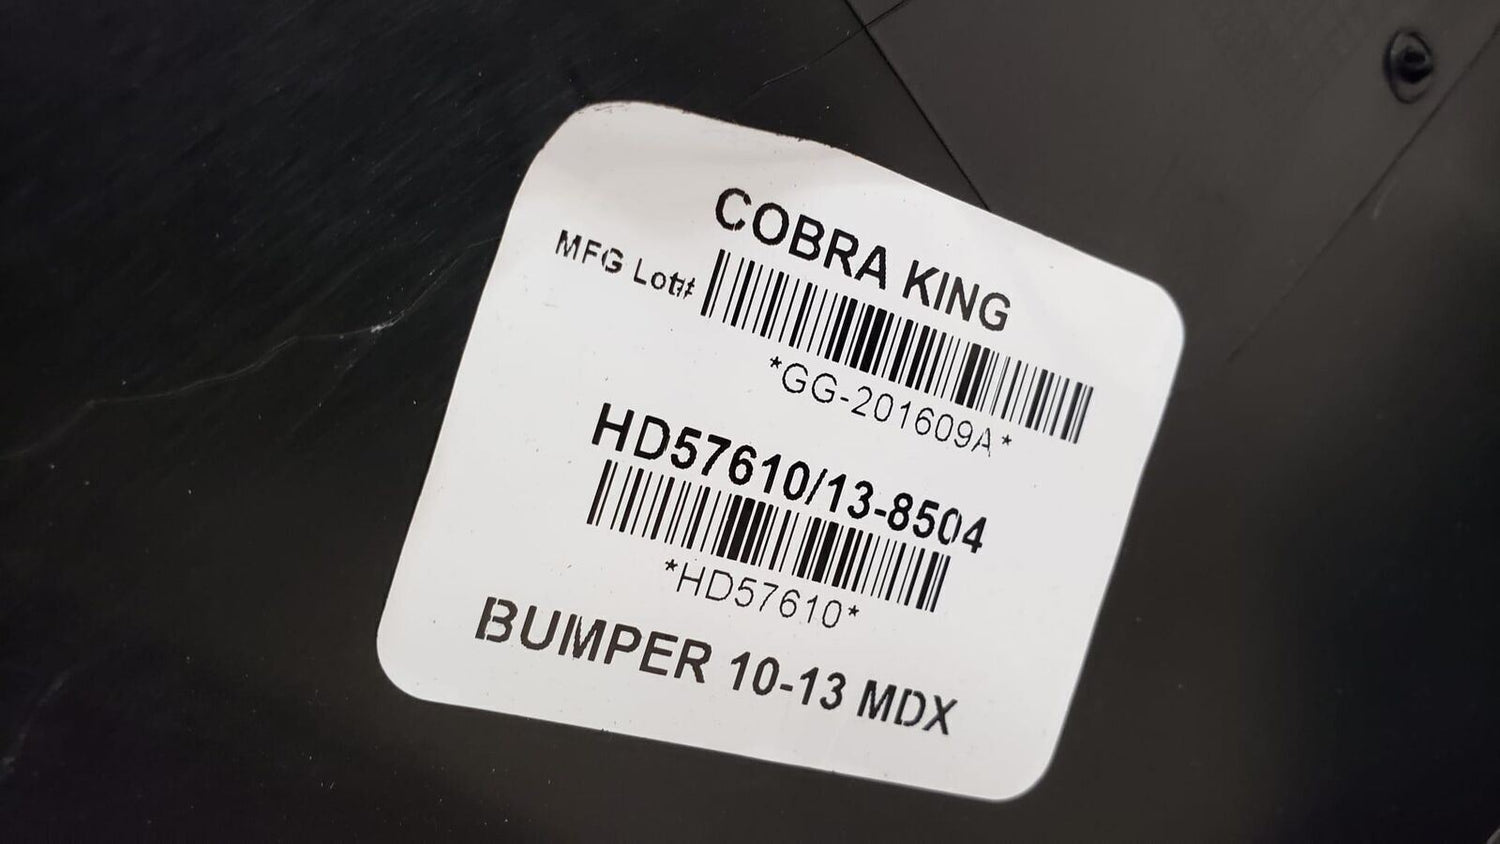 COBRA KING
MFG Lot#
*GG-201609A*
HD57610/13-8504
*HD57610*
BUMPER 10-13 MDX